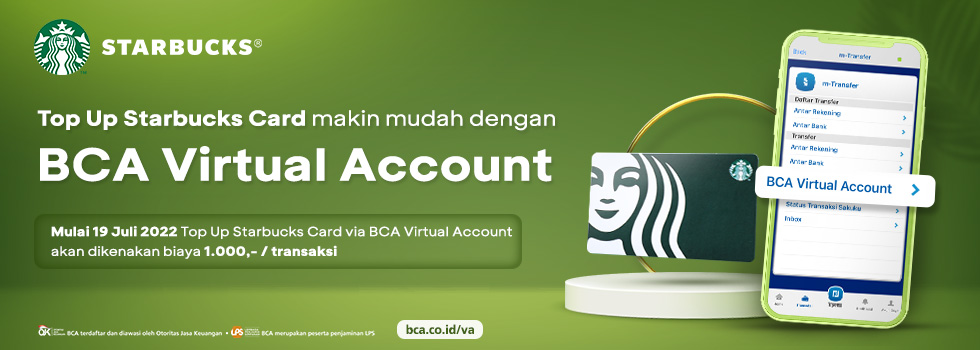 STARBUCKS®
Top Up Starbucks Card makin mudah dengan
BCA Virtual Account
Mulai 19 Juli 2022 Top Up Starbucks Card via BCA Virtual Account
akan dikenakan biaya 1.000,- / transaksi
BCA terdaftar dan diawasi oleh Otoritas Jasa Keuangan • LPS BCA merupakan peserta penjaminan LPS
bca.co.id/va
Back m-Transfer
m-Transfer
Daftar Transfer
Antar Rekening
Antar Bank
Transfer
Antar Rekening
Antar Bank
BCA Virtual Account
Status Transaksi Sakuku
Inbox